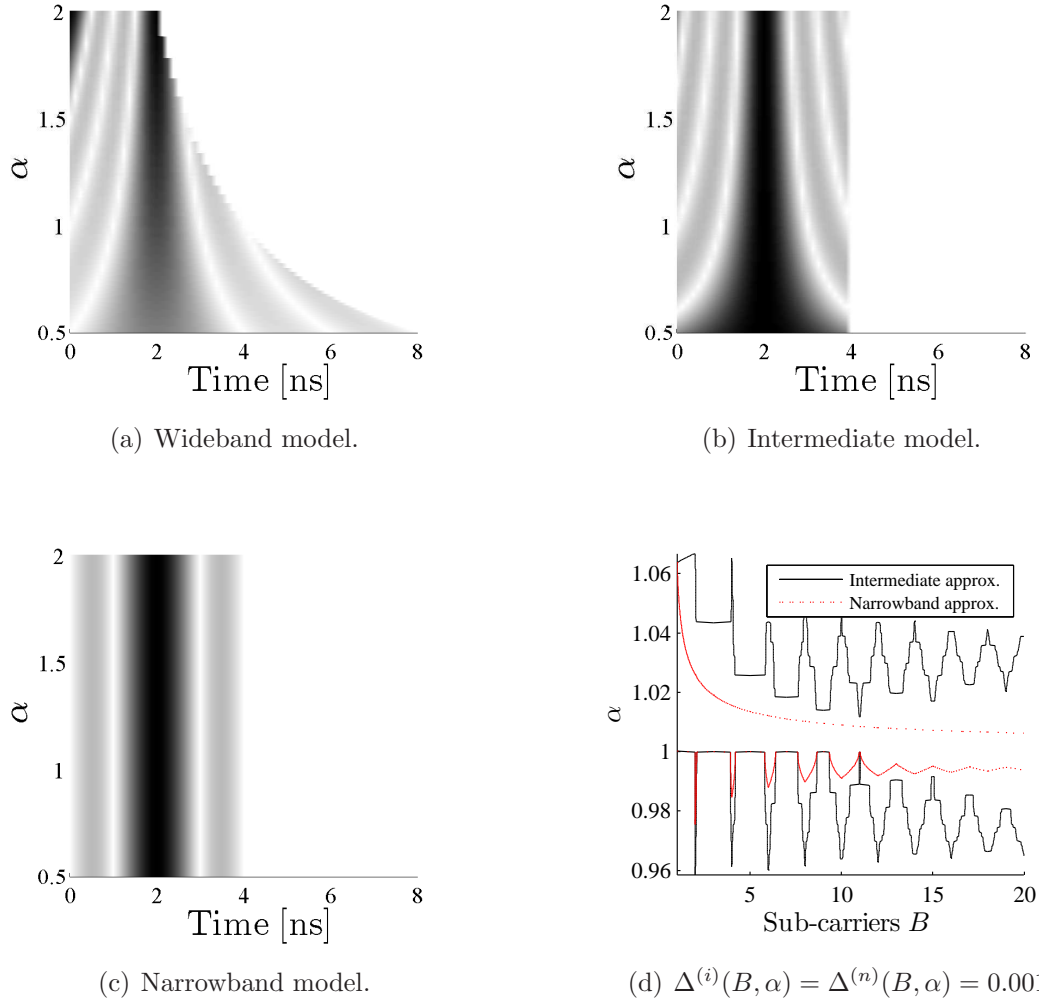 2
1.5
1
0.5
α
0 2 4 6 8
Time [ns]
(a) Wideband model.
2
1.5
1
0.5
α
0 2 4 6 8
Time [ns]
(b) Intermediate model.
2
1.5
1
0.5
α
0 2 4 6 8
Time [ns]
(c) Narrowband model.
1.06
1.04
1.02
1
0.98
0.96
α
Intermediate approx.
Narrowband approx.
5 10 15 20
Sub-carriers B
(d) Δ^(i)(B, α) = Δ^(n)(B, α) = 0.001